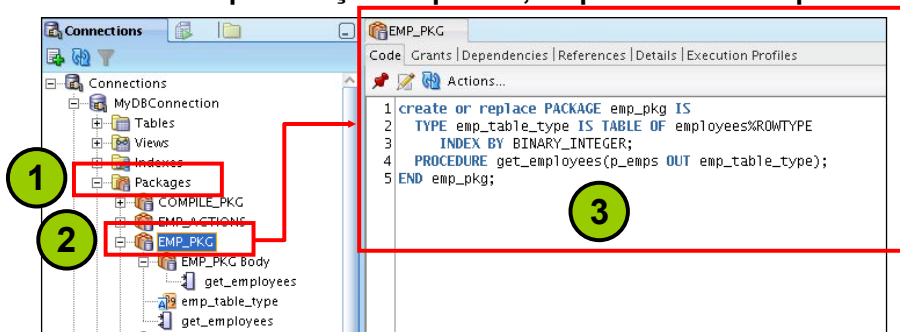 Connections
Connections
MyDBConnection
Tables
Views
Indexes
1
Packages
COMPILE_PKG
EMP_ACTIONS
2
EMP_PKG
EMP_PKG Body
get_employees
emp_table_type
get_employees
EMP_PKG
Code Grants | Dependencies | References | Details | Execution Profiles
Actions...
1 create or replace PACKAGE emp_pkg IS
2 TYPE emp_table_type IS TABLE OF employees%ROWTYPE
3 INDEX BY BINARY_INTEGER;
4 PROCEDURE get_employees(p_emps OUT emp_table_type);
5 END emp_pkg;
3